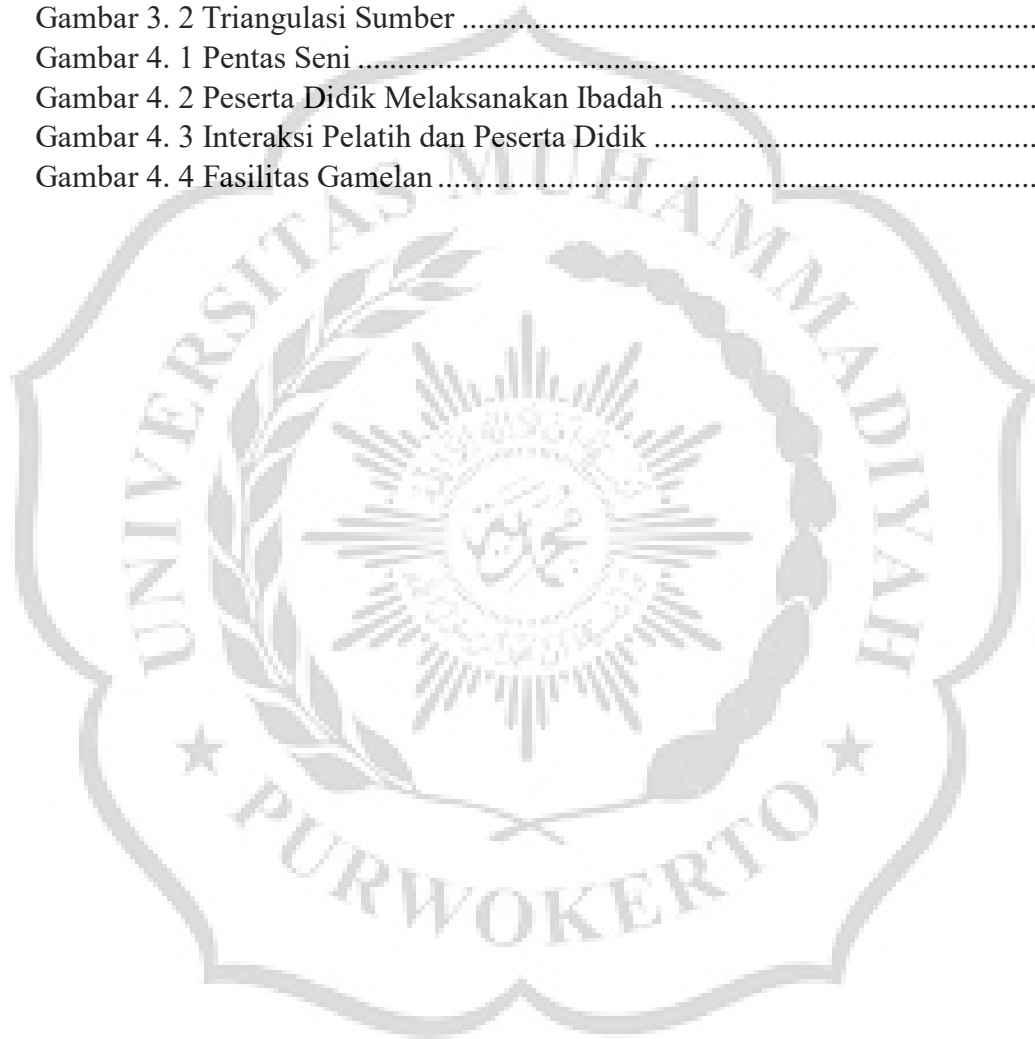 Gambar 3. 2 Triangulasi Sumber ................................................................................
Gambar 4. 1 Pentas Seni .............................................................................................
Gambar 4. 2 Peserta Didik Melaksanakan Ibadah ...................................................
Gambar 4. 3 Interaksi Pelatih dan Peserta Didik .....................................................
Gambar 4. 4 Fasilitas Gamelan ..................................................................................
UNIVERSITAS MUHAMMADIYAH
PURWOKERTO